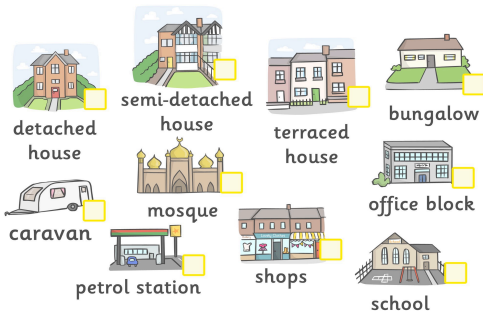 detached
house
semi-detached
house
terraced
house
bungalow
caravan
mosque
office block
petrol station
shops
school